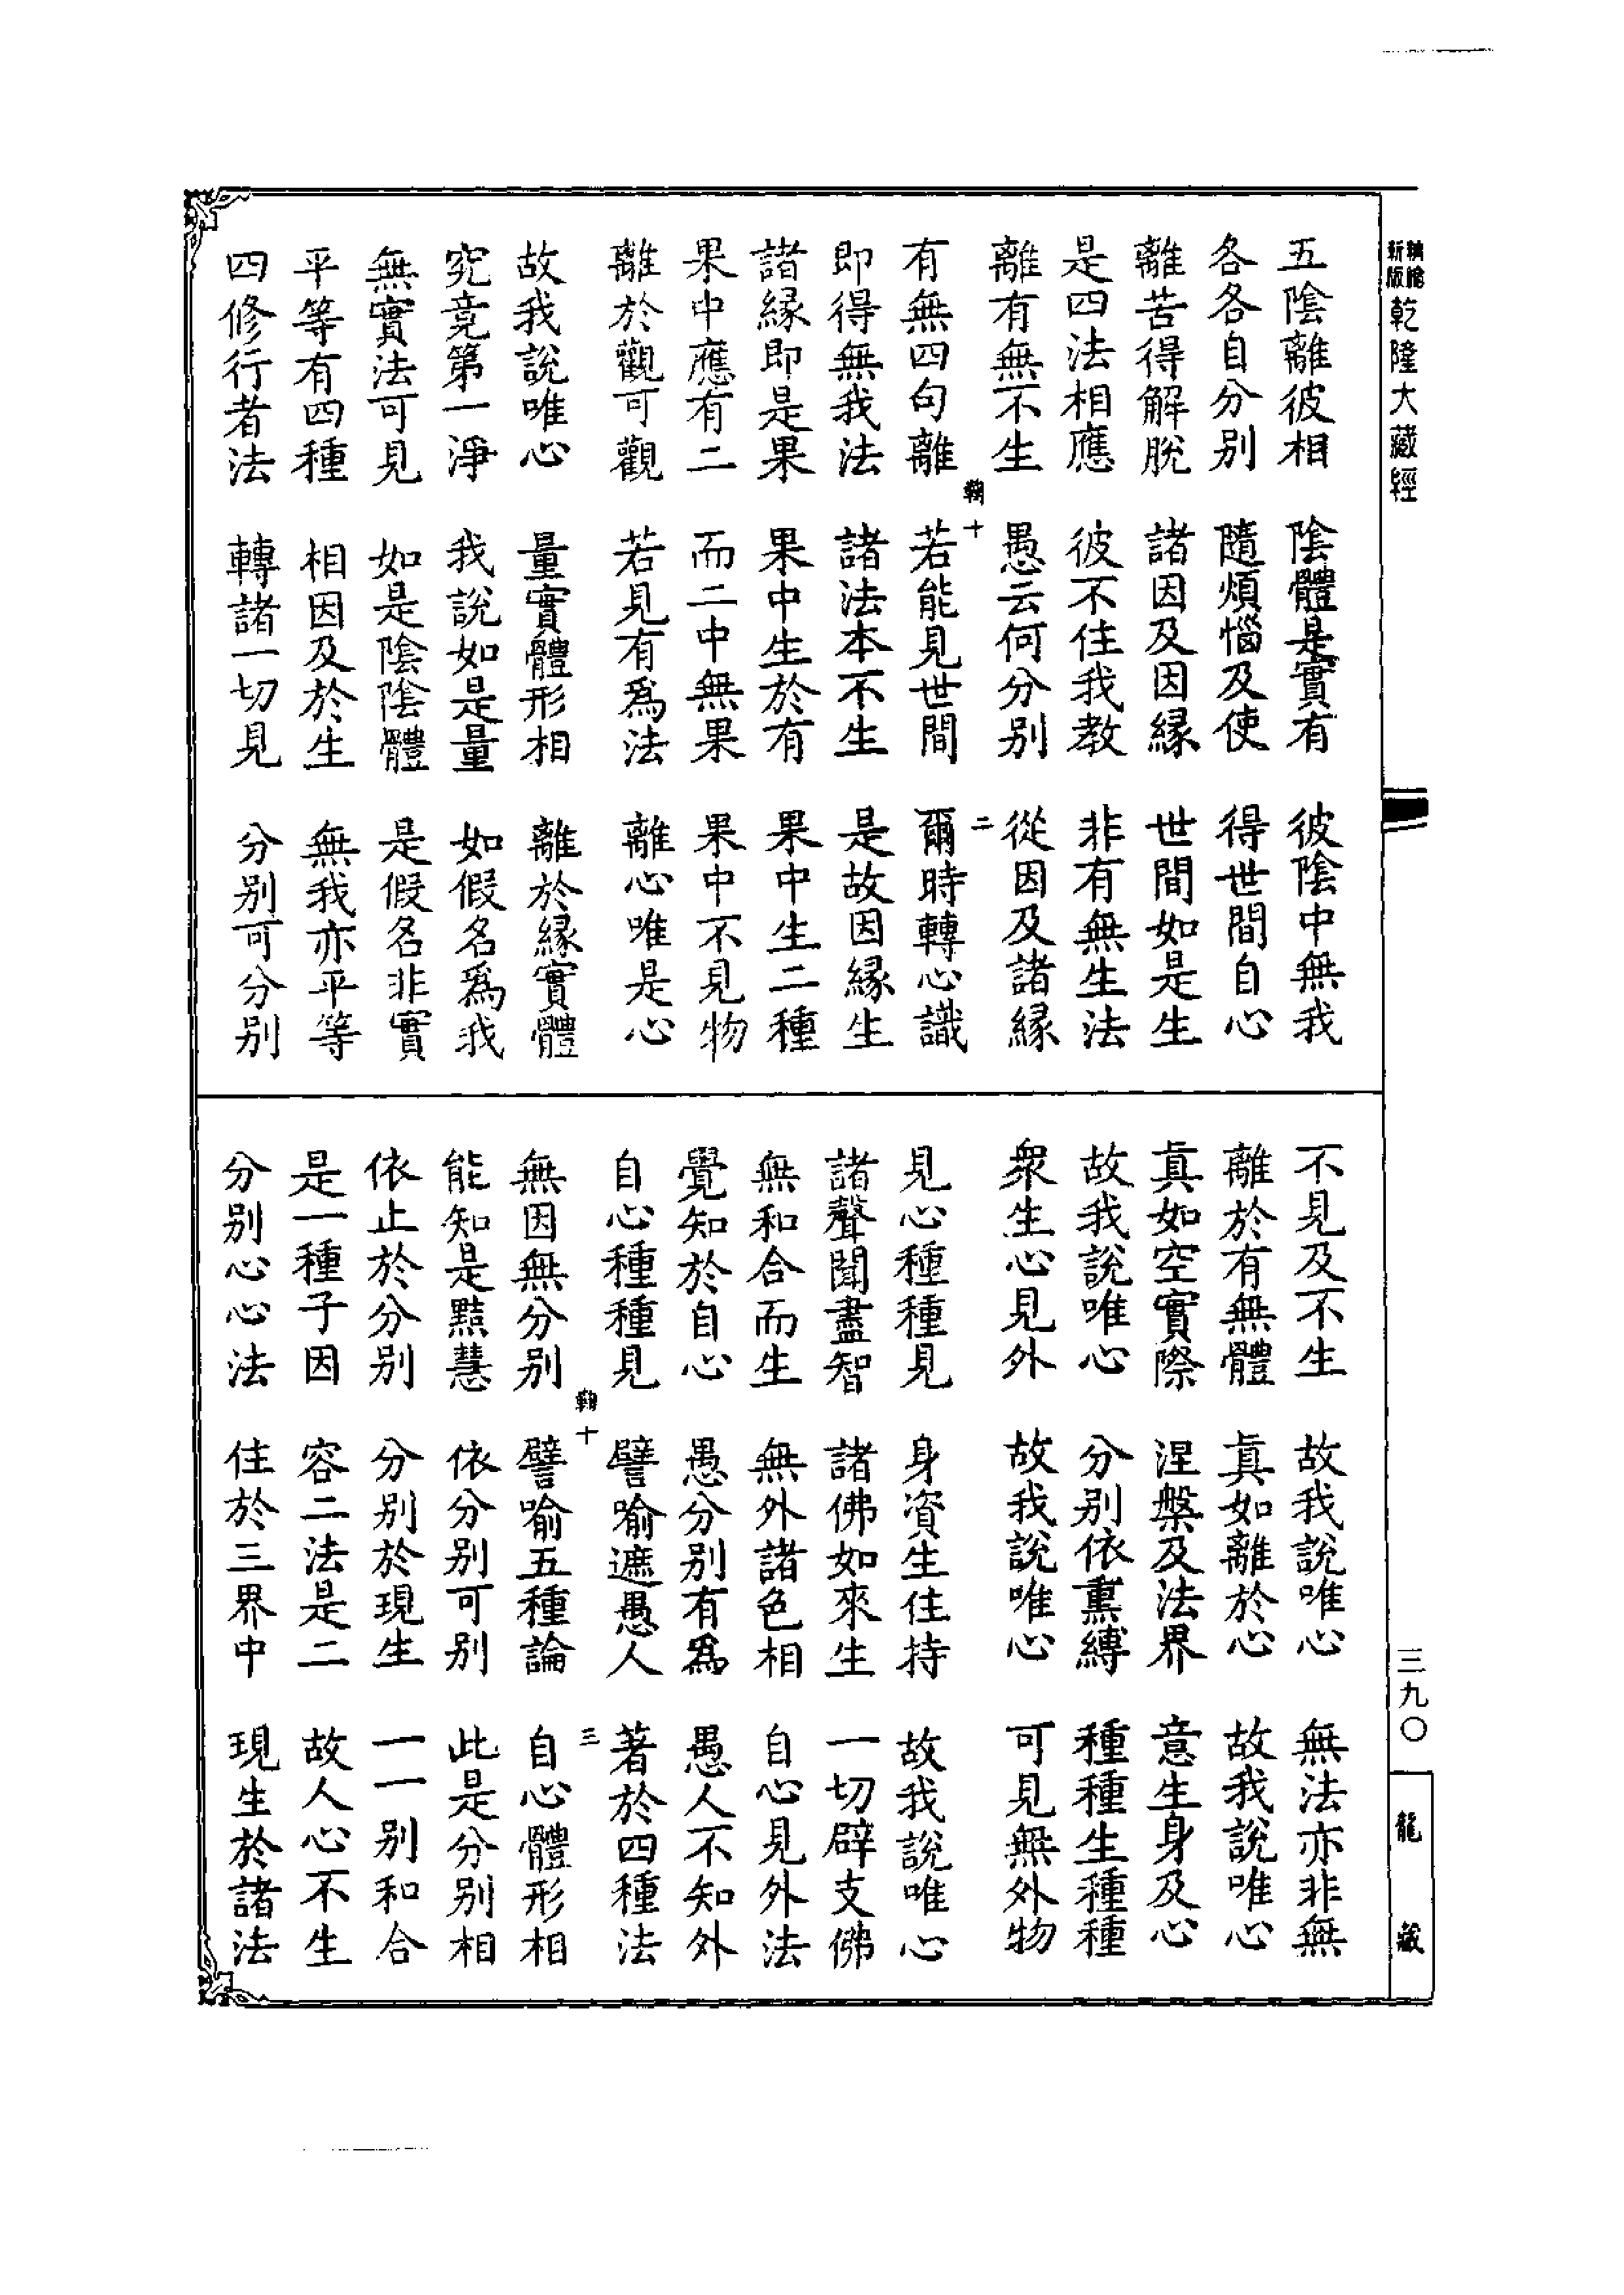 新版精繪乾隆大藏經
五陰離彼相　陰體是實有　彼陰中無我
各各自分別　隨煩惱及使　得世間自心
離苦得解脫　諸因及因緣　世間如是生
是四法相應　彼不住我教　非有無生法
離有無不生　愚云何分別　從因及諸緣
鞠十　二
有無四句離　若能見世間　爾時轉心識
即得無我法　諸法本不生　是故因緣生
諸緣即是果　果中生於有　果中生二種
果中應有二　而二中無果　果中不見物
離於觀可觀　若見有爲法　離心唯是心
故我說唯心　量實體形相　離於緣實體
究竟第一淨　我說如是量　如假名爲我
無實法可見　如是陰陰體　是假名非實
平等有四種　相因及於生　無我亦平等
四修行者法　轉諸一切見　分別可分別
不見及不生　故我說唯心　無法亦非無
離於有無體　真如離於心　故我說唯心
真如空實際　涅槃及法界　意生身及心
故我說唯心　分別依熏縛　種種生種種
衆生心見外　故我說唯心　可見無外物
見心種種見　身資生住持　故我說唯心
諸聲聞盡智　諸佛如來生　一切辟支佛
無和合而生　無外諸色相　自心見外法
覺知於自心　愚分別有爲　愚人不知外
自心種種見　譬喻遮愚人　著於四種法
鞠十　三
無因無分別　譬喻五種論　自心體形相
能知是黠慧　依分別可別　此是分別相
依止於分別　分別於現生　一一別和合
是一種子因　容二法是二　故人心不生
分別心心法　住於三界中　現生於諸法
三九〇
龍藏